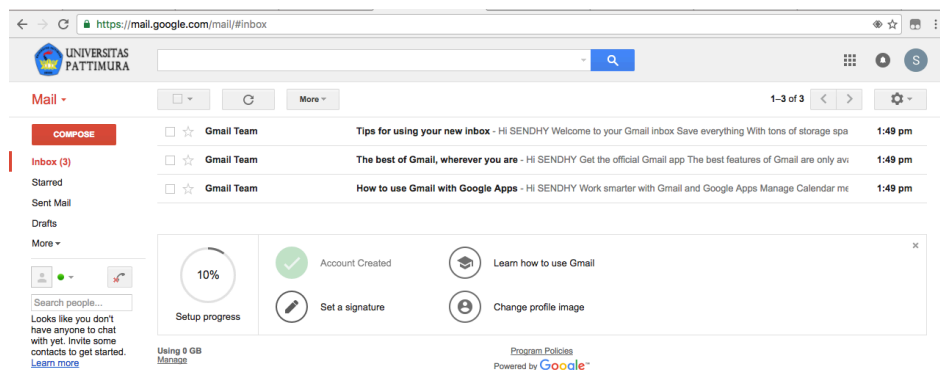 https://mail.google.com/mail/#inbox
UNIVERSITAS
PATTIMURA
S
Mail
More
1–3 of 3
COMPOSE
Gmail Team Tips for using your new inbox - Hi SENDHY Welcome to your Gmail inbox Save everything With tons of storage spa 1:49 pm
Inbox (3)
Gmail Team The best of Gmail, wherever you are - Hi SENDHY Get the official Gmail app The best features of Gmail are only ava 1:49 pm
Starred
Gmail Team How to use Gmail with Google Apps - Hi SENDHY Work smarter with Gmail and Google Apps Manage Calendar me 1:49 pm
Sent Mail
Drafts
More
10%
Setup progress
Account Created
Learn how to use Gmail
Set a signature
Change profile image
Search people...
Looks like you don't
have anyone to chat
with yet. Invite some
contacts to get started.
Learn more
Using 0 GB
Manage
Program Policies
Powered by Google™